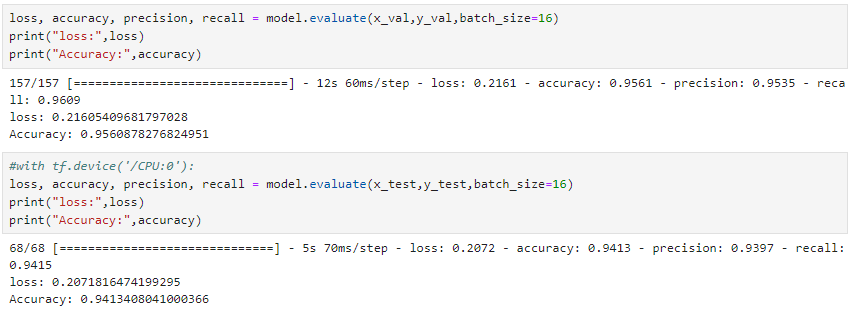 loss, accuracy, precision, recall = model.evaluate(x_val,y_val,batch_size=16)
print("loss:",loss)
print("Accuracy:",accuracy)
157/157 [==============================] - 12s 60ms/step - loss: 0.2161 - accuracy: 0.9561 - precision: 0.9535 - reca
ll: 0.9609
loss: 0.21605409681797028
Accuracy: 0.9560878276824951
#with tf.device('/CPU:0'):
loss, accuracy, precision, recall = model.evaluate(x_test,y_test,batch_size=16)
print("loss:",loss)
print("Accuracy:",accuracy)
68/68 [==============================] - 5s 70ms/step - loss: 0.2072 - accuracy: 0.9413 - precision: 0.9397 - recall:
0.9415
loss: 0.2071816474199295
Accuracy: 0.9413408041000366